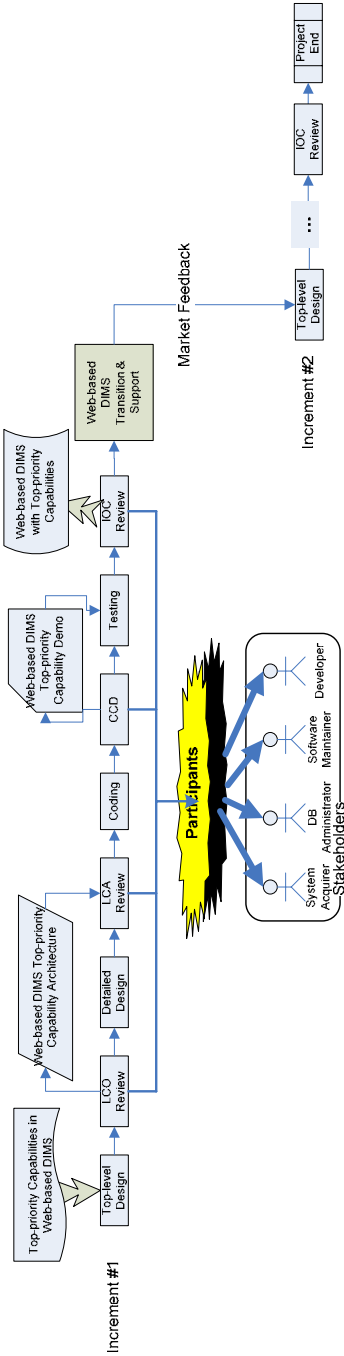 Top-priority Capabilities in
Web-based DIMS
Web-based DIMS Top-priority
Capability Architecture
Web-based DIMS
Top-priority
Capability Demo
Web-based DIMS
with Top-priority
Capabilities
Increment #1
Top-level
Design
LCO
Review
Detailed
Design
LCA
Review
Coding
CCD
Testing
IOC
Review
Web-based
DIMS
Transition &
Support
Market Feedback
Participants
System
Acquirer
DB
Administrator
Software
Maintainer
Developer
Stakeholders
Increment #2
Top-level
Design
...
IOC
Review
Project
End